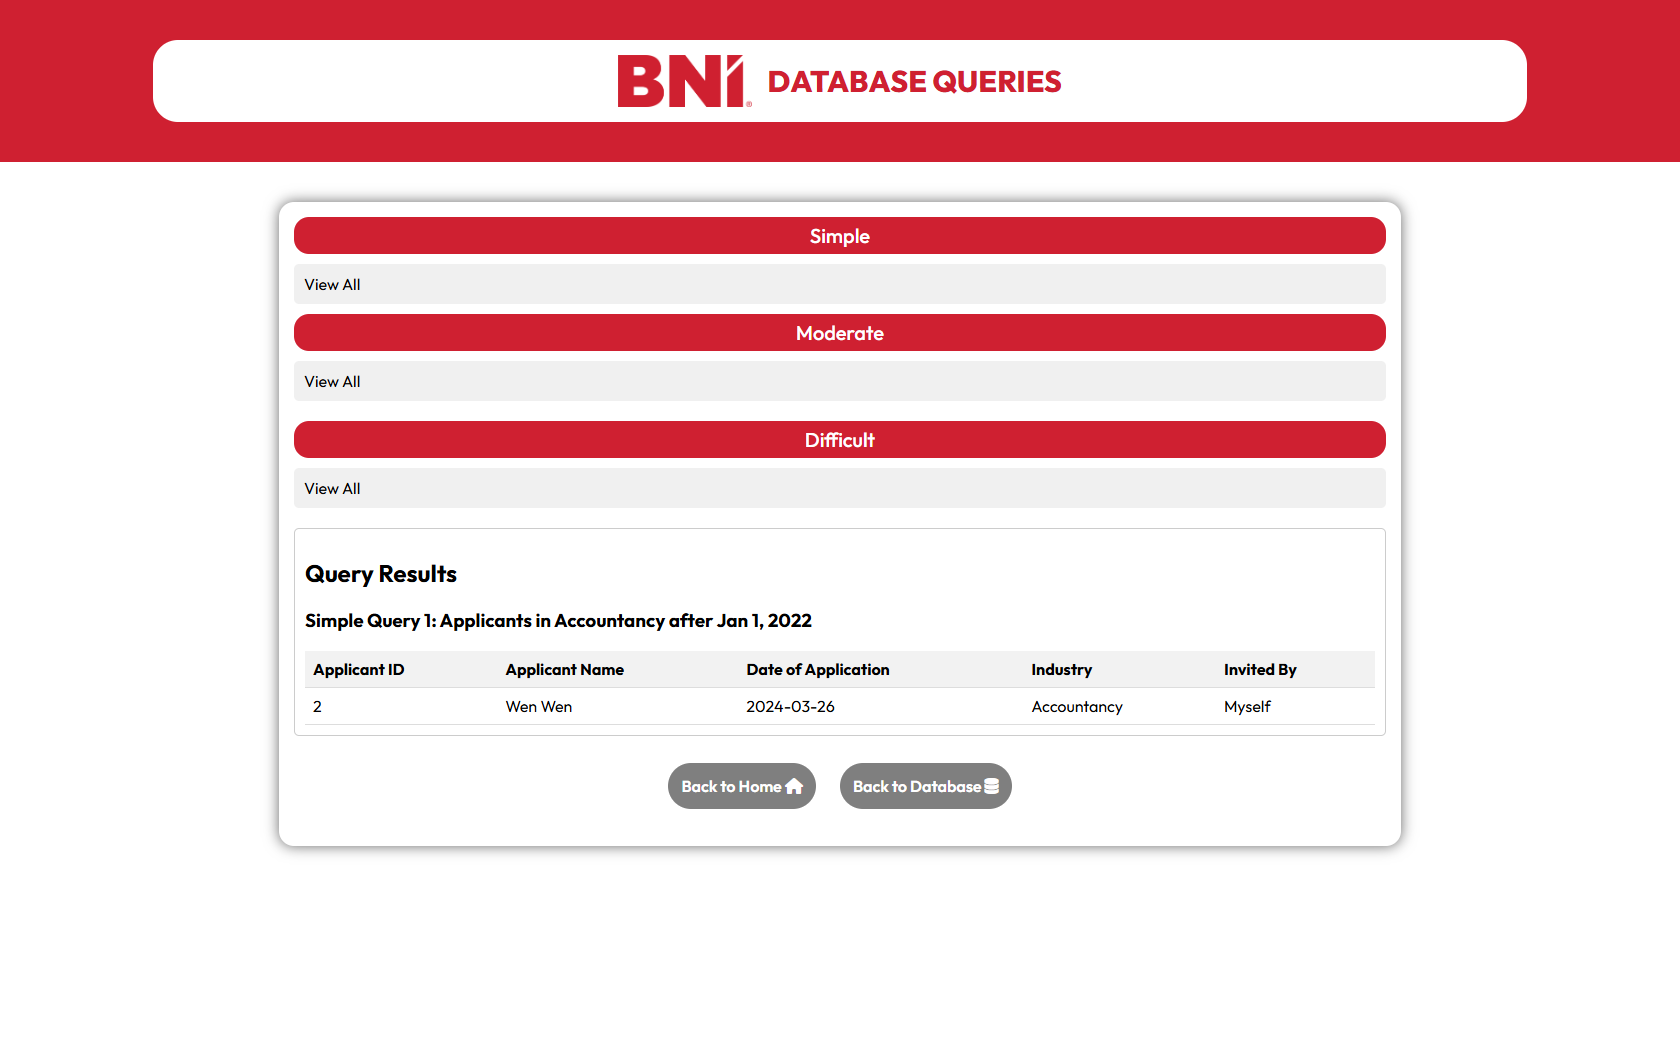 BNI® DATABASE QUERIES
Simple
View All
Moderate
View All
Difficult
View All
Query Results
Simple Query 1: Applicants in Accountancy after Jan 1, 2022
Applicant ID Applicant Name Date of Application Industry Invited By
2 Wen Wen 2024-03-26 Accountancy Myself
Back to Home Back to Database